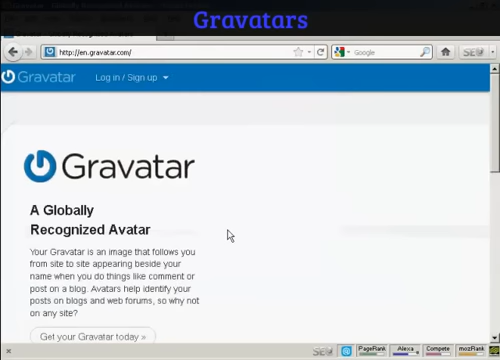 Gravatars
http://en.gravatar.com/
Google
SEO
Gravatar
Log in / Sign up
Gravatar
A Globally
Recognized Avatar
Your Gravatar is an image that follows you
from site to site appearing beside your
name when you do things like comment or
post on a blog. Avatars help identify your
posts on blogs and web forums, so why not
on any site?
Get your Gravatar today »
SEO
PageRank
Alexa
Compete
mozRank